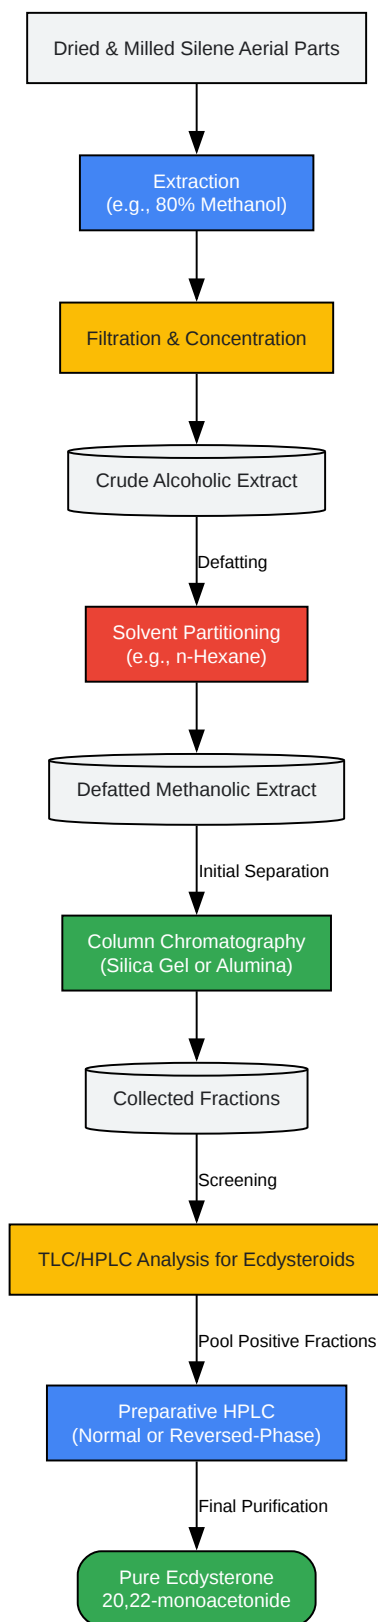 Dried & Milled Silene Aerial Parts
Extraction
(e.g., 80% Methanol)
Filtration & Concentration
Crude Alcoholic Extract
Defatting
Solvent Partitioning
(e.g., n-Hexane)
Defatted Methanolic Extract
Initial Separation
Column Chromatography
(Silica Gel or Alumina)
Collected Fractions
Screening
TLC/HPLC Analysis for Ecdysteroids
Pool Positive Fractions
Preparative HPLC
(Normal or Reversed-Phase)
Final Purification
Pure Ecdysterone
20,22-monoacetonide